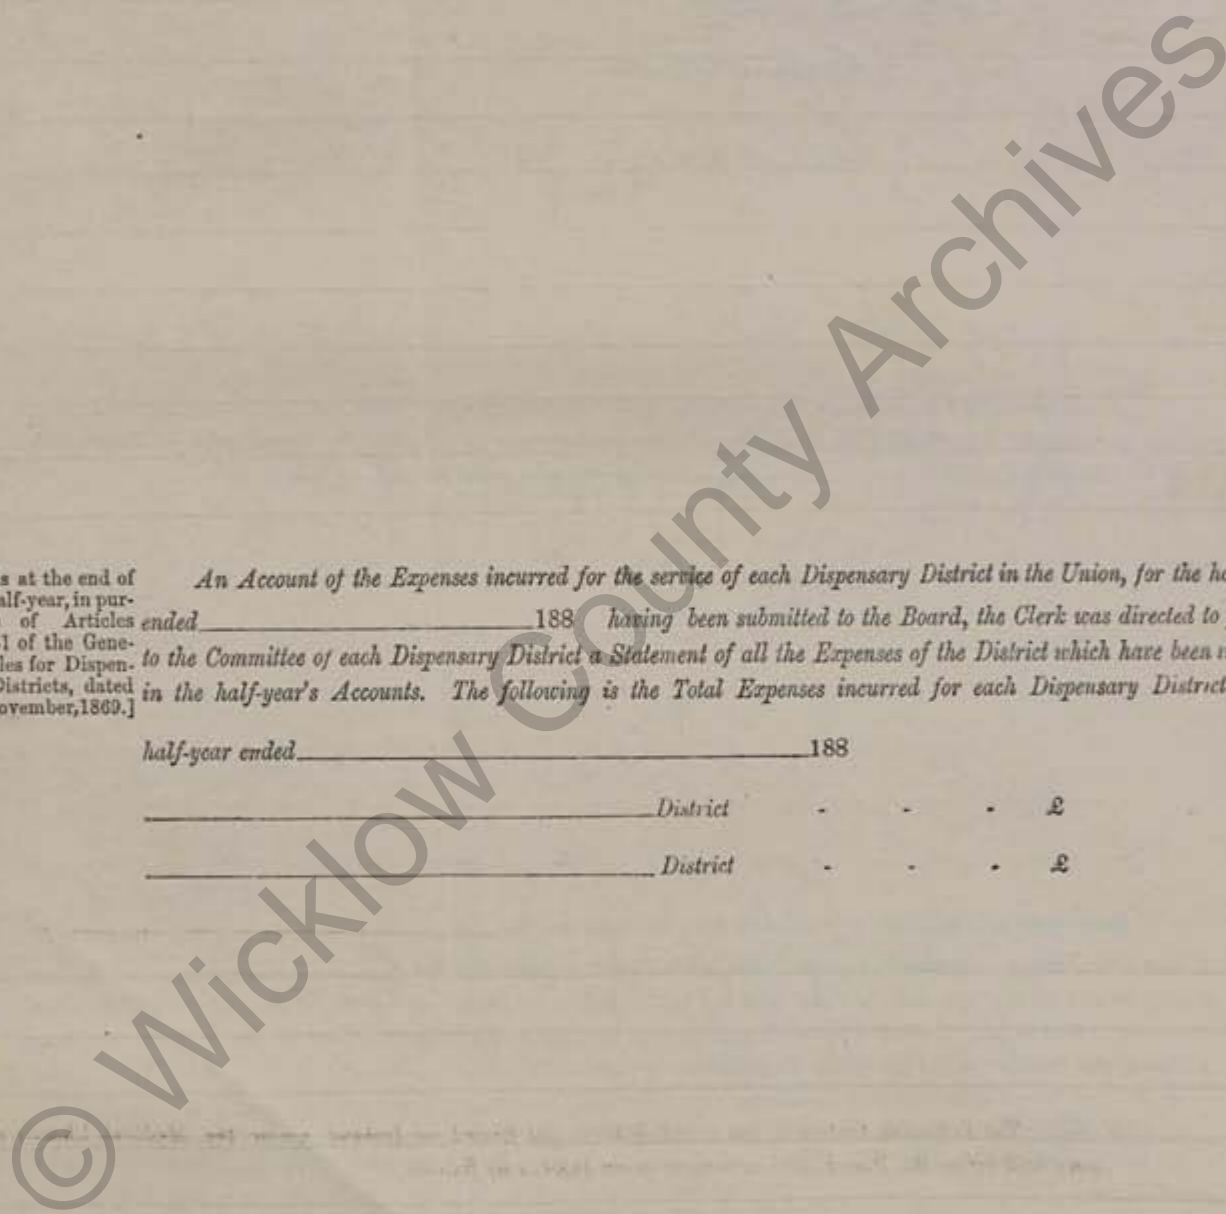 s at the end of
alf-year, in pur-
of Articles
1 of the Gene-
les for Dispen-
Districts, dated
ovember, 1869.]
An Account of the Expenses incurred for the service of each Dispensary District in the Union, for the ha
ended 188 having been submitted to the Board, the Clerk was directed to
to the Committee of each Dispensary District a Statement of all the Expenses of the District which have been
in the half-year's Accounts. The following is the Total Expenses incurred for each Dispensary District
half-year ended 188
District - - - £
District - - - £
© Wicklow County Archives